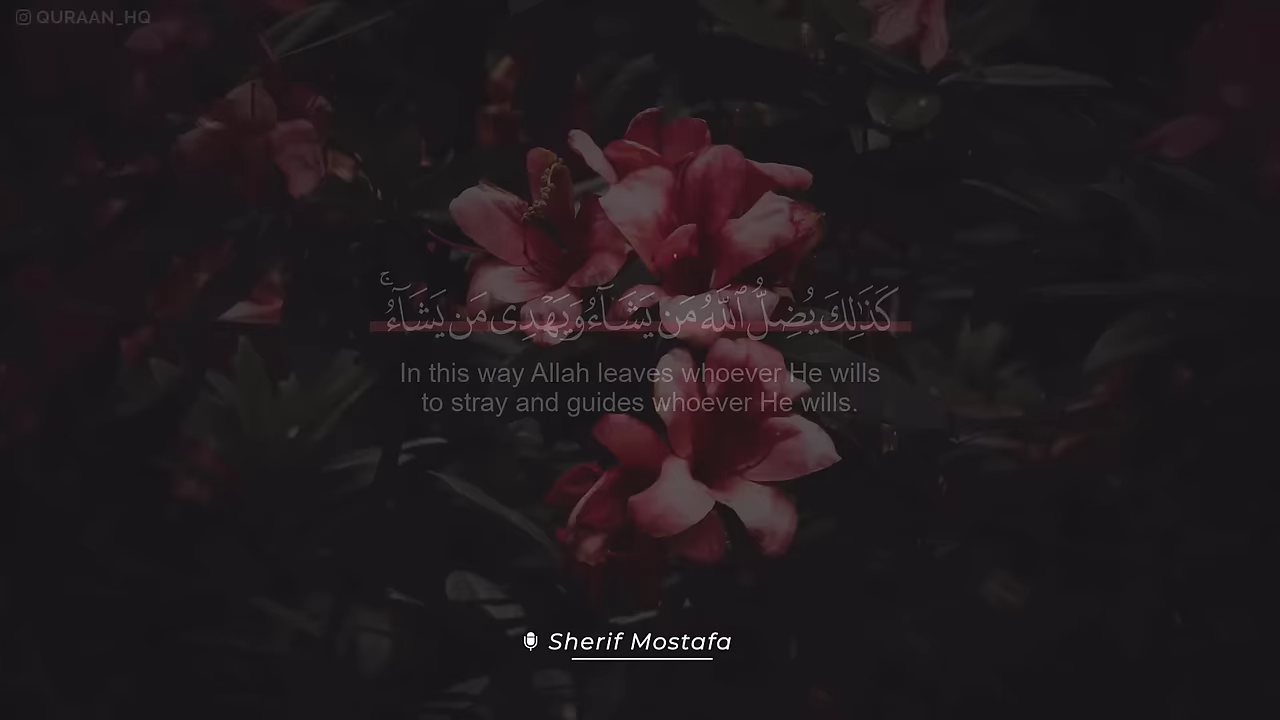 QURAAN_HQ
كَذَٰلِكَ يُضِلُّ ٱللَّهُ مَن يَشَآءُ وَيَهْدِى مَن يَشَآءُ ۚ
In this way Allah leaves whoever He wills
to stray and guides whoever He wills.
Sherif Mostafa